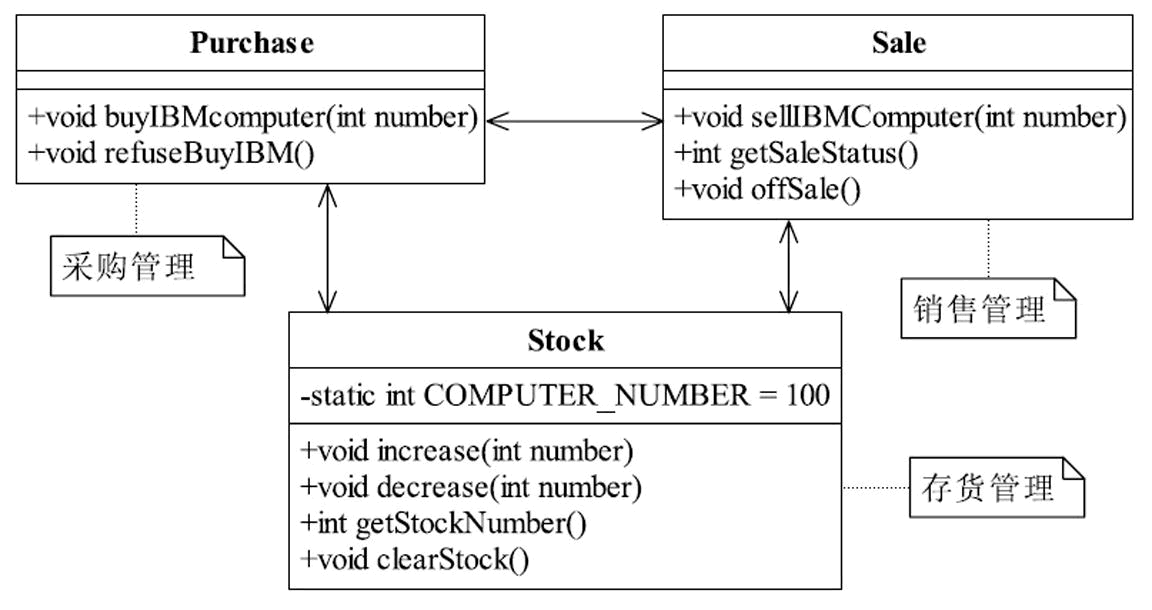 Purchase
+void buyIBMcomputer(int number)
+void refuseBuyIBM()
采购管理
Sale
+void sellIBMComputer(int number)
+int getSaleStatus()
+void offSale()
销售管理
Stock
-static int COMPUTER_NUMBER = 100
+void increase(int number)
+void decrease(int number)
+int getStockNumber()
+void clearStock()
存货管理